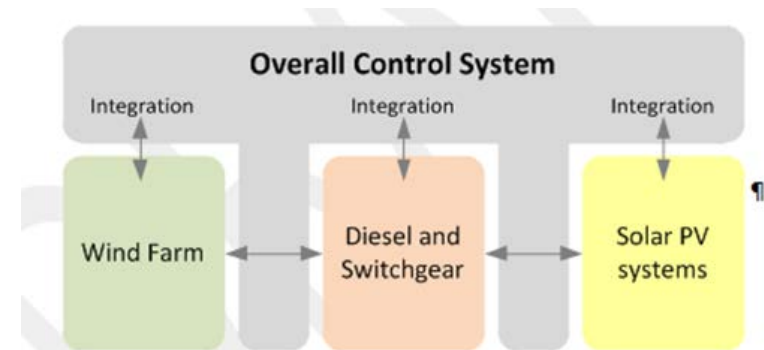 Overall Control System
Integration
Integration
Integration
Wind Farm
Diesel and
Switchgear
Solar PV
systems
¶